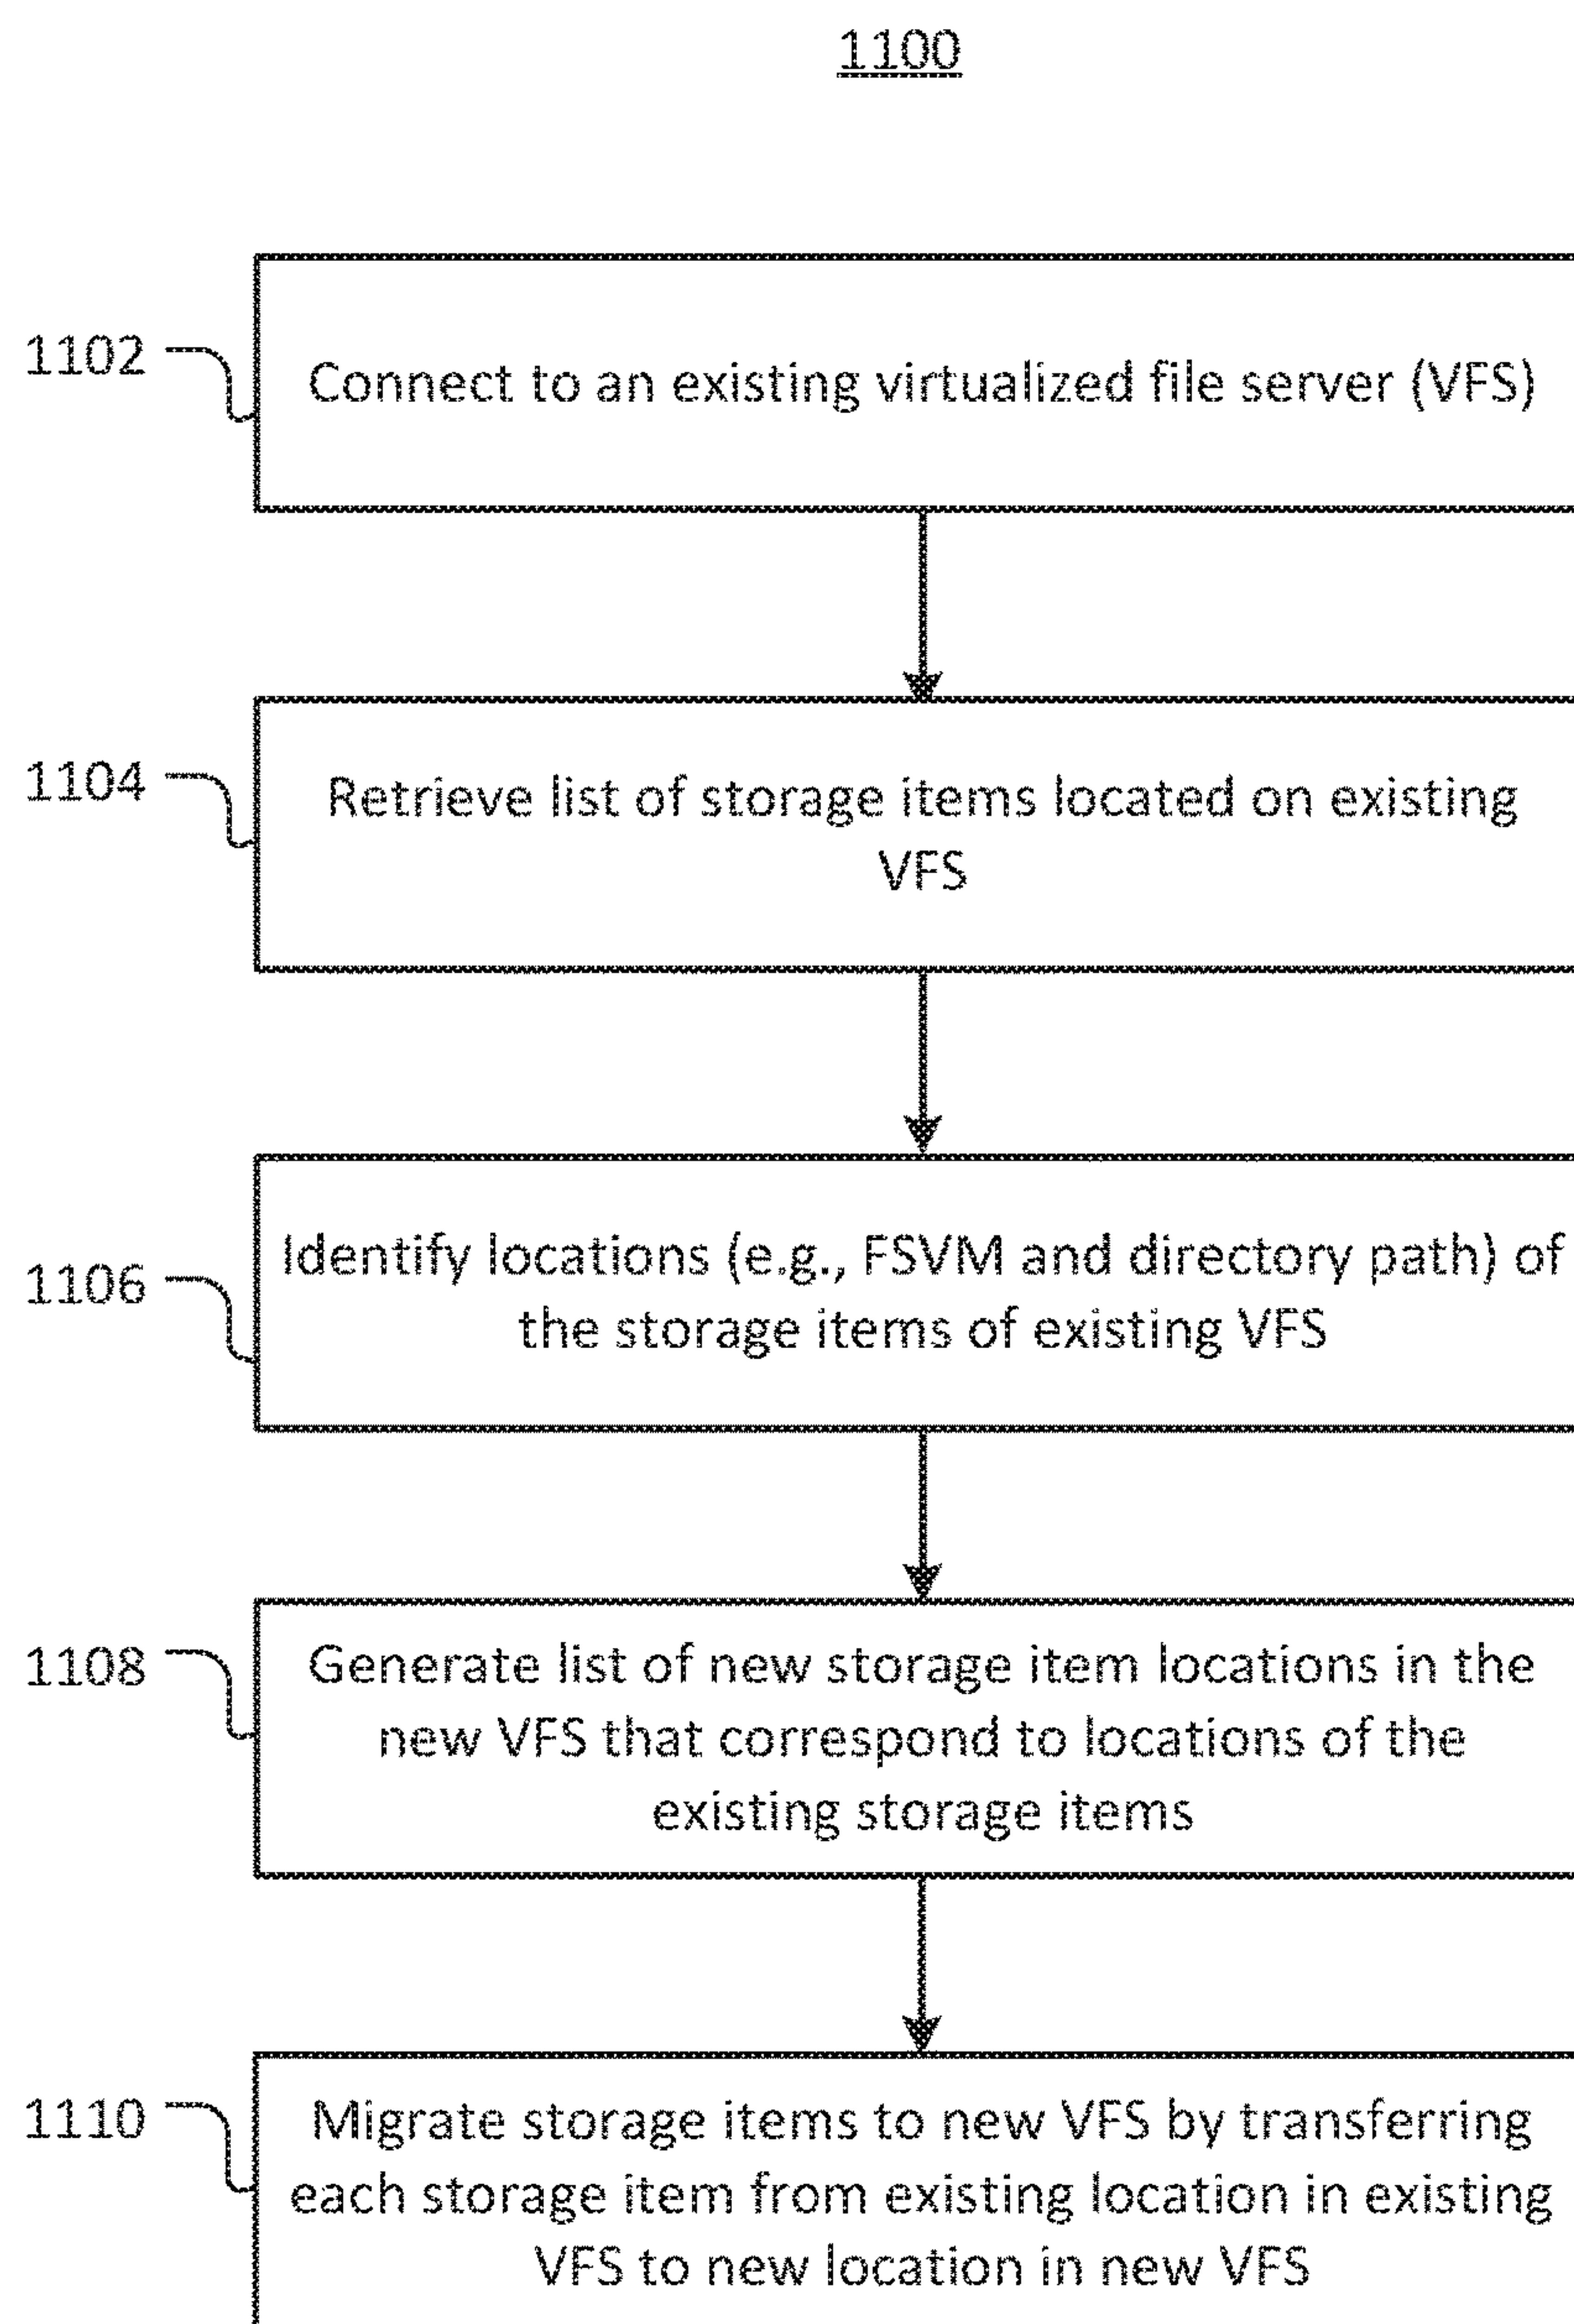 1100
1102
Connect to an existing virtualized file server (VFS)
1104
Retrieve list of storage items located on existing
VFS
1106
Identify locations (e.g., FSVM and directory path) of
the storage items of existing VFS
1108
Generate list of new storage item locations in the
new VFS that correspond to locations of the
existing storage items
1110
Migrate storage items to new VFS by transferring
each storage item from existing location in existing
VFS to new location in new VFS